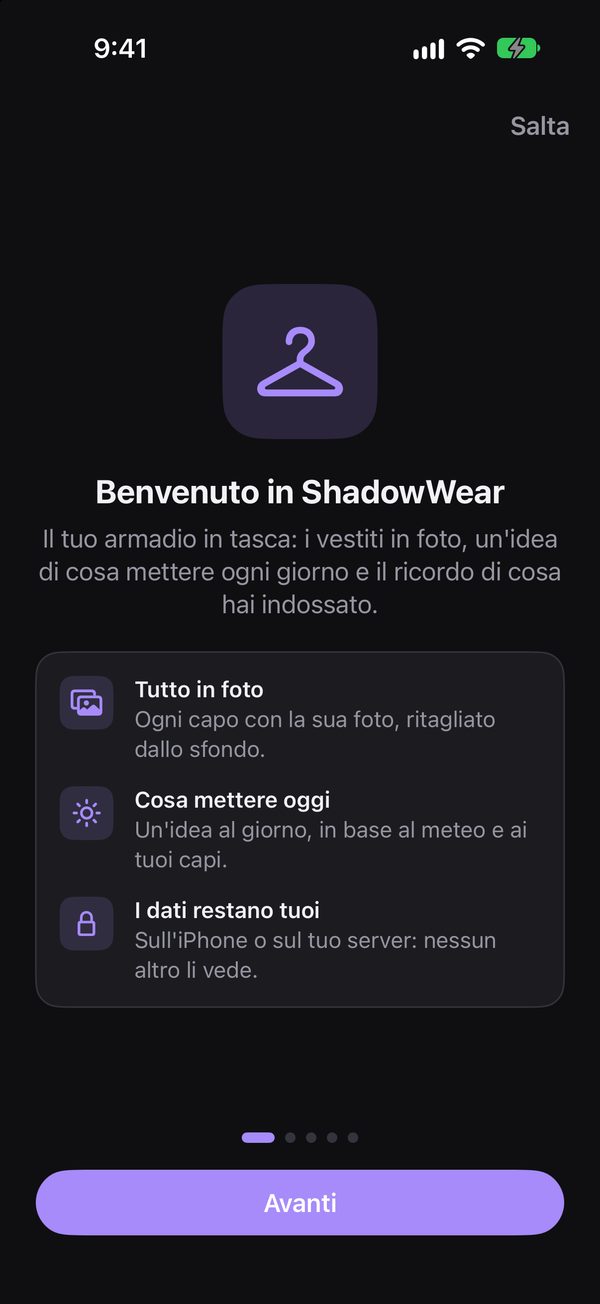 9:41
Salta
Benvenuto in ShadowWear
Il tuo armadio in tasca: i vestiti in foto, un'idea
di cosa mettere ogni giorno e il ricordo di cosa
hai indossato.
Tutto in foto
Ogni capo con la sua foto, ritagliato
dallo sfondo.
Cosa mettere oggi
Un'idea al giorno, in base al meteo e ai
tuoi capi.
I dati restano tuoi
Sull'iPhone o sul tuo server: nessun
altro li vede.
Avanti